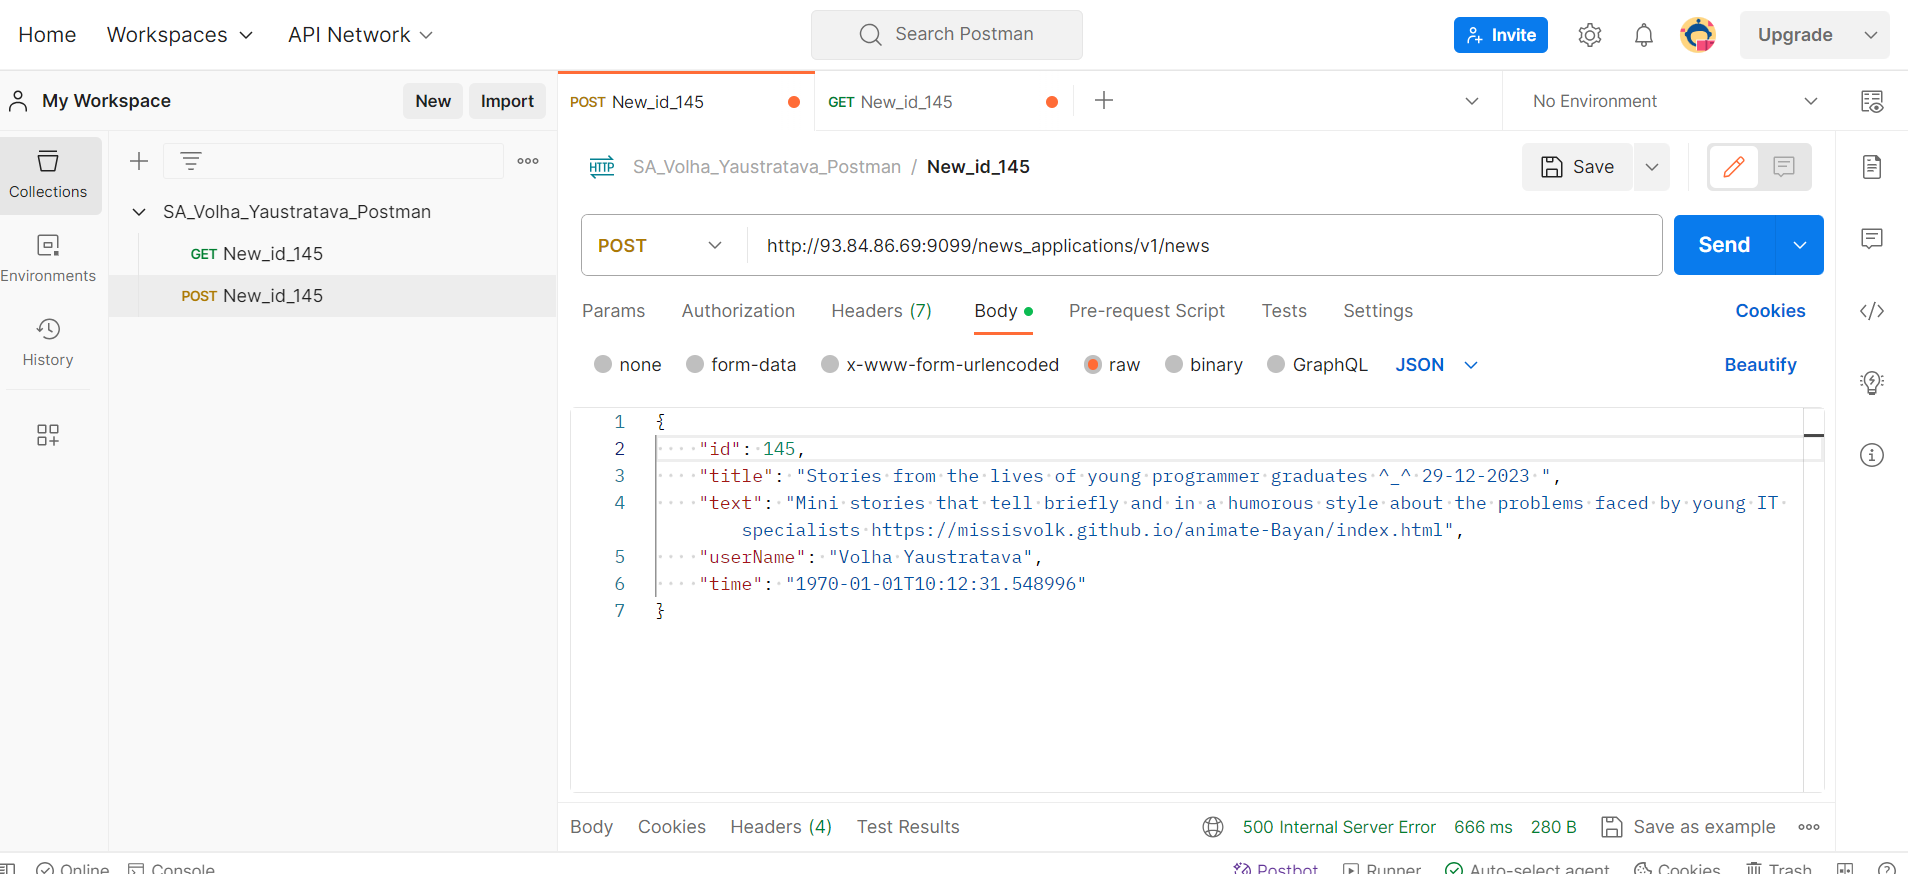 Home Workspaces API Network Search Postman Invite Upgrade
My Workspace New Import POST New_id_145 GET New_id_145 No Environment
Collections
Environments
History
SA_Volha_Yaustratava_Postman
GET New_id_145
POST New_id_145
HTTP SA_Volha_Yaustratava_Postman / New_id_145 Save
POST http://93.84.86.69:9099/news_applications/v1/news Send
Params Authorization Headers (7) Body Pre-request Script Tests Settings Cookies
none form-data x-www-form-urlencoded raw binary GraphQL JSON Beautify
1 {
2 "id": 145,
3 "title": "Stories from the lives of young programmer graduates ^_^ 29-12-2023 ",
4 "text": "Mini stories that tell briefly and in a humorous style about the problems faced by young IT
specialists https://missisvolk.github.io/animate-Bayan/index.html",
5 "userName": "Volha Yaustratava",
6 "time": "1970-01-01T10:12:31.548996"
7 }
Body Cookies Headers (4) Test Results 500 Internal Server Error 666 ms 280 B Save as example
Online Console Postbot Runner Auto-select agent Cookies Trash